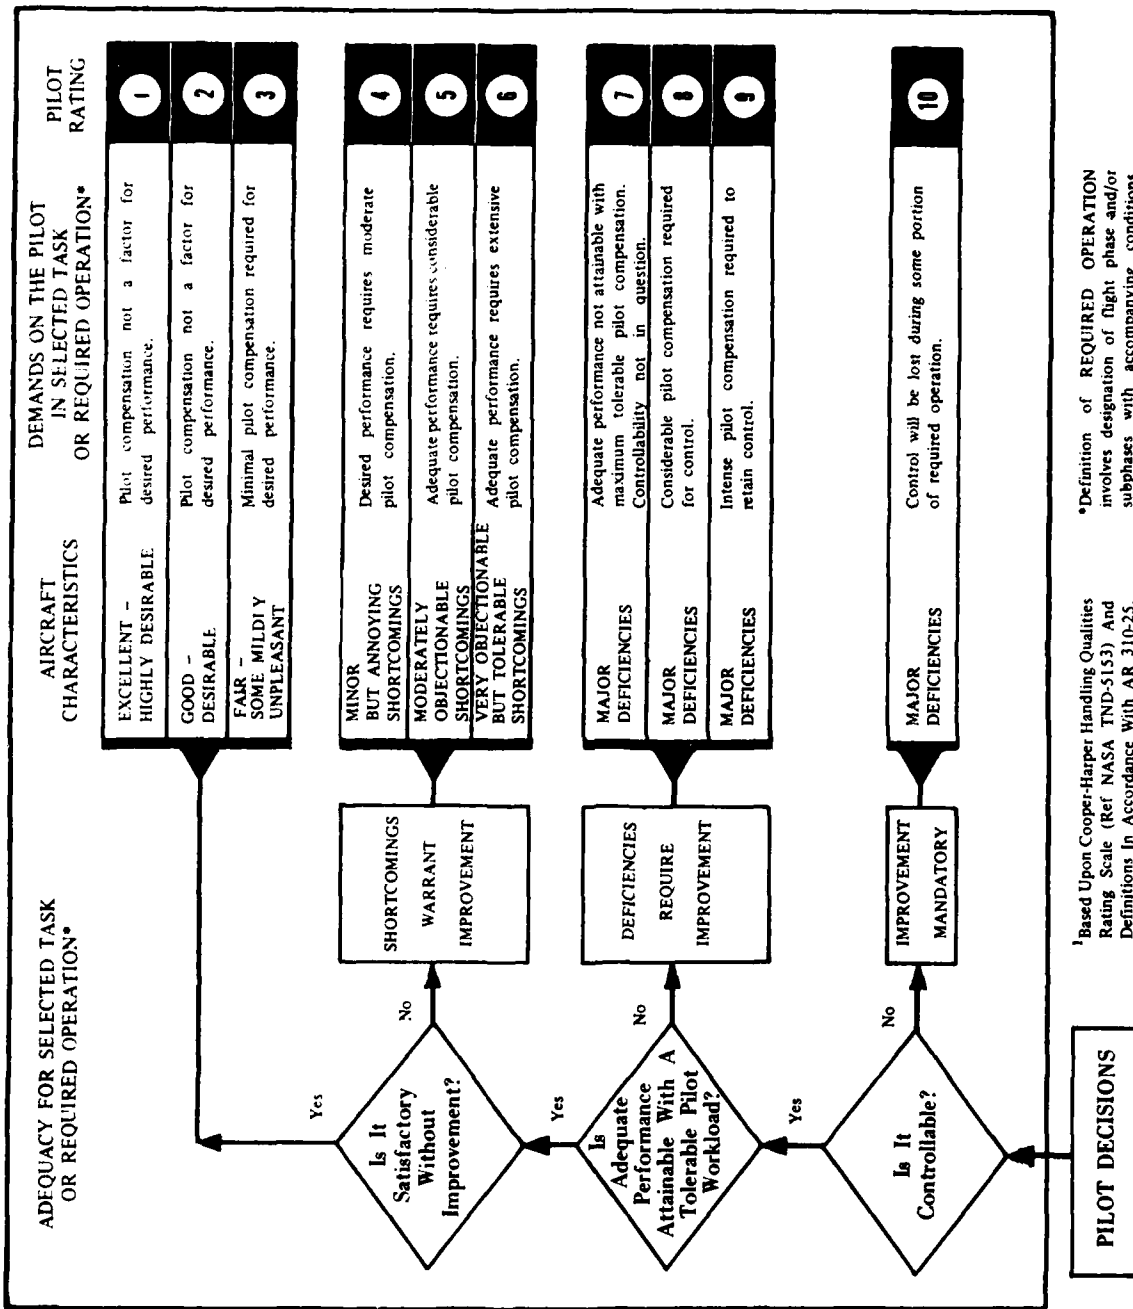 ADEQUACY FOR SELECTED TASK
OR REQUIRED OPERATION*
AIRCRAFT
CHARACTERISTICS
DEMANDS ON THE PILOT
IN SELECTED TASK
OR REQUIRED OPERATION*
PILOT
RATING
EXCELLENT –
HIGHLY DESIRABLE
Pilot compensation not a factor for
desired performance.
1
GOOD –
DESIRABLE
Pilot compensation not a factor for
desired performance.
2
FAIR –
SOME MILDLY
UNPLEASANT
Minimal pilot compensation required for
desired performance.
3
Yes
Is It
Satisfactory
Without
Improvement?
No
SHORTCOMINGS
WARRANT
IMPROVEMENT
MINOR
BUT ANNOYING
SHORTCOMINGS
Desired performance requires moderate
pilot compensation.
4
MODERATELY
OBJECTIONABLE
SHORTCOMINGS
Adequate performance requires considerable
pilot compensation.
5
VERY OBJECTIONABLE
BUT TOLERABLE
SHORTCOMINGS
Adequate performance requires extensive
pilot compensation.
6
Yes
Is
Adequate
Performance
Attainable With A
Tolerable Pilot
Workload?
No
DEFICIENCIES
REQUIRE
IMPROVEMENT
MAJOR
DEFICIENCIES
Adequate performance not attainable with
maximum tolerable pilot compensation.
Controllability not in question.
7
MAJOR
DEFICIENCIES
Considerable pilot compensation required
for control.
8
MAJOR
DEFICIENCIES
Intense pilot compensation required to
retain control.
9
Yes
Is It
Controllable?
No
IMPROVEMENT
MANDATORY
MAJOR
DEFICIENCIES
Control will be lost during some portion
of required operation.
10
PILOT DECISIONS
1Based Upon Cooper-Harper Handling Qualities
Rating Scale (Ref NASA TND-5153) And
Definitions In Accordance With AR 310-25.
*Definition of REQUIRED OPERATION
involves designation of flight phase and/or
subphases with accompanying conditions